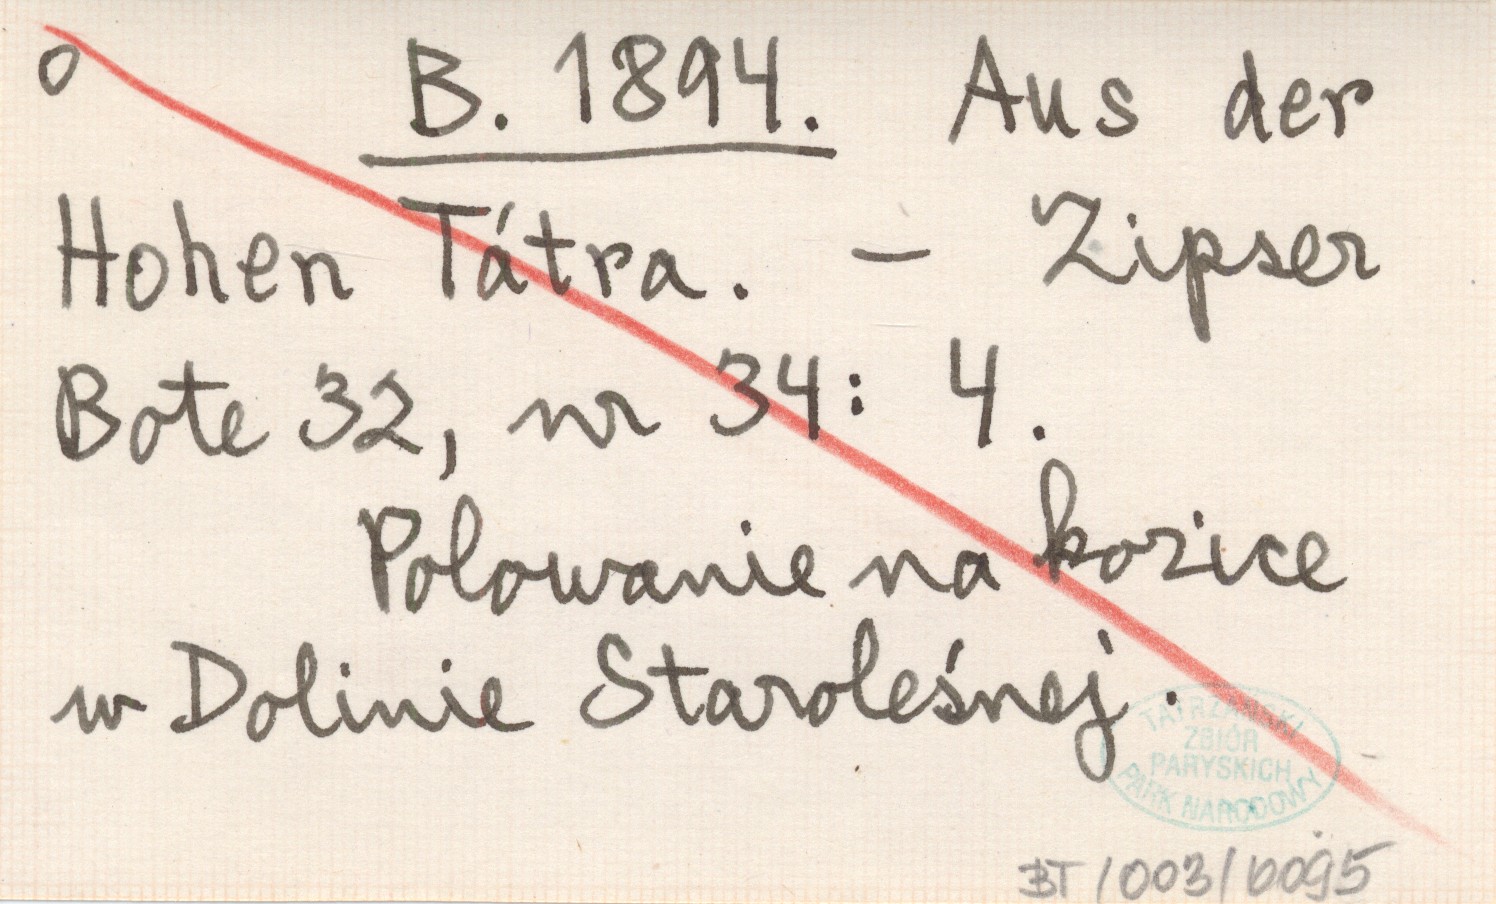 o B. 1894. Aus der
Hohen Tátra. – Zipser
Bote 32, nr 34: 4.
Polowanie na kozice
w Dolinie Staroleśnej.
TATRZAŃSKI
ZBIÓR
PARYSKICH
PARK NARODOWY
BT/003/0095